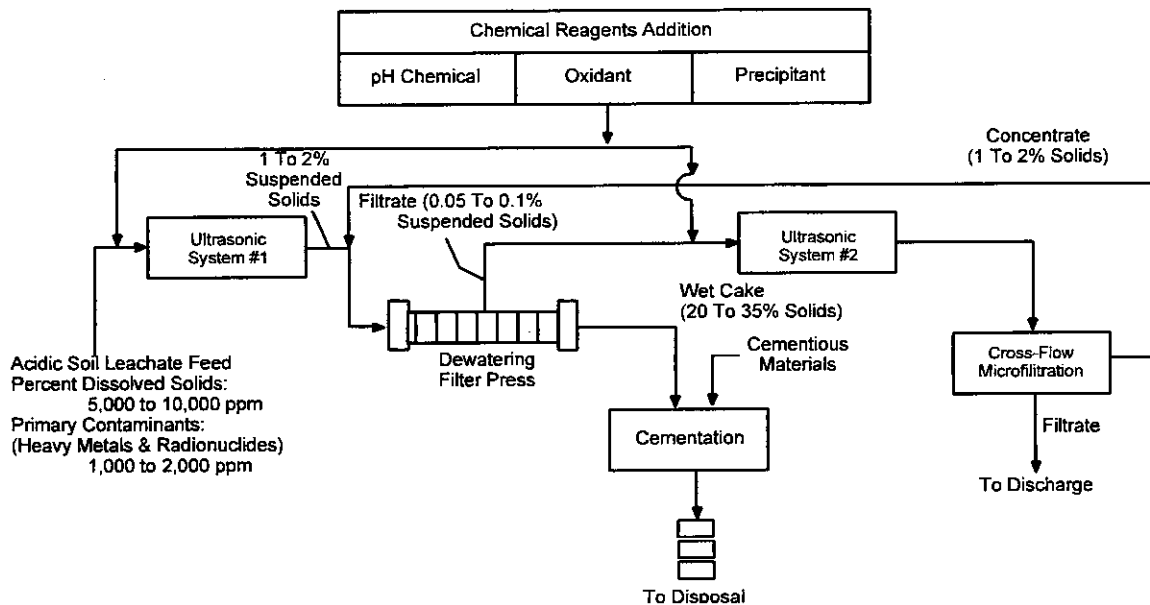 Chemical Reagents Addition
pH Chemical
Oxidant
Precipitant
Concentrate
(1 To 2% Solids)
1 To 2%
Suspended
Solids
Filtrate (0.05 To 0.1%
Suspended Solids)
Ultrasonic
System #1
Ultrasonic
System #2
Wet Cake
(20 To 35% Solids)
Dewatering
Filter Press
Cementious
Materials
Cross-Flow
Microfiltration
Acidic Soil Leachate Feed
Percent Dissolved Solids:
5,000 to 10,000 ppm
Primary Contaminants:
(Heavy Metals & Radionuclides)
1,000 to 2,000 ppm
Cementation
Filtrate
To Discharge
To Disposal